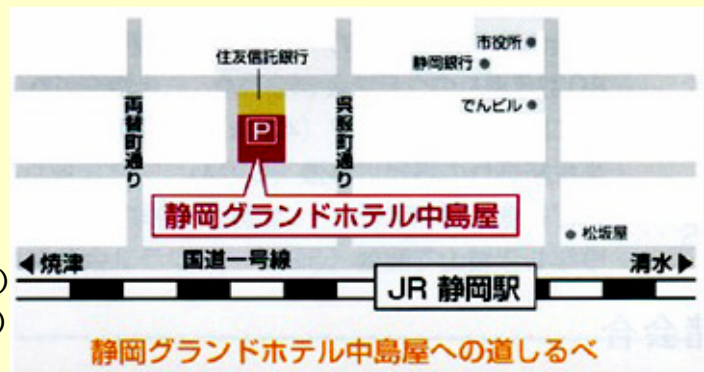 市役所
静岡銀行
住友信託銀行
でんビル
両替町通り
P
呉服町通り
静岡グランドホテル中島屋
松坂屋
◀焼津
国道一号線
清水▶
JR 静岡駅
静岡グランドホテル中島屋への道しるべ